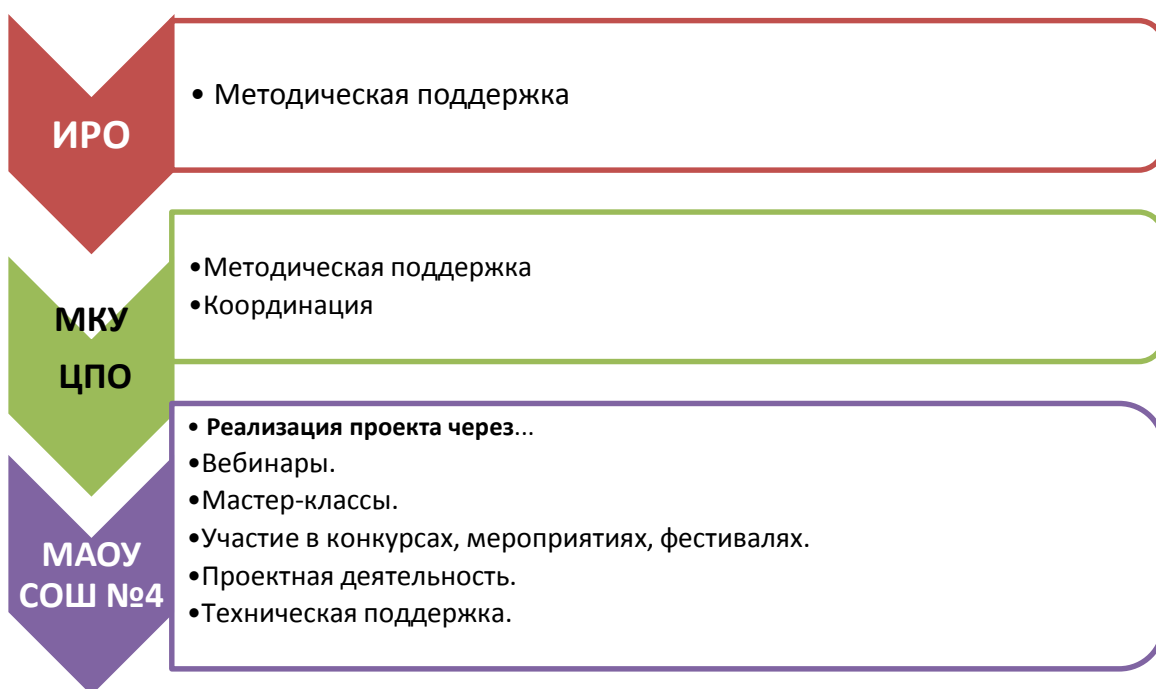 ИРО
• Методическая поддержка
МКУ
ЦПО
•Методическая поддержка
•Координация
МАОУ
СОШ №4
• Реализация проекта через...
•Вебинары.
•Мастер-классы.
•Участие в конкурсах, мероприятиях, фестивалях.
•Проектная деятельность.
•Техническая поддержка.